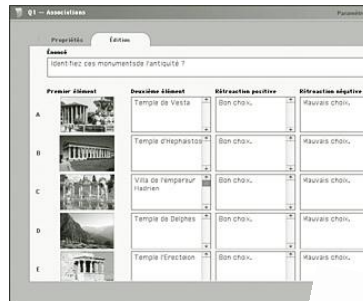 Q1 — Associations
Paramètr
Propriétés Édition
Énoncé
Identifiez ces monumentsde l'antiquité ?
Premier élément Deuxième élément Rétroaction positive Rétroaction négative
A Temple de Vesta Bon choix. Mauvais choix.
B Temple d'Hephaistos Bon choix. Mauvais choix.
C Villa de l'empereur Bon choix. Mauvais choix.
Hadrien
D Temple de Delphes Bon choix. Mauvais choix.
E Temple l'Erecteion Bon choix. Mauvais choix.